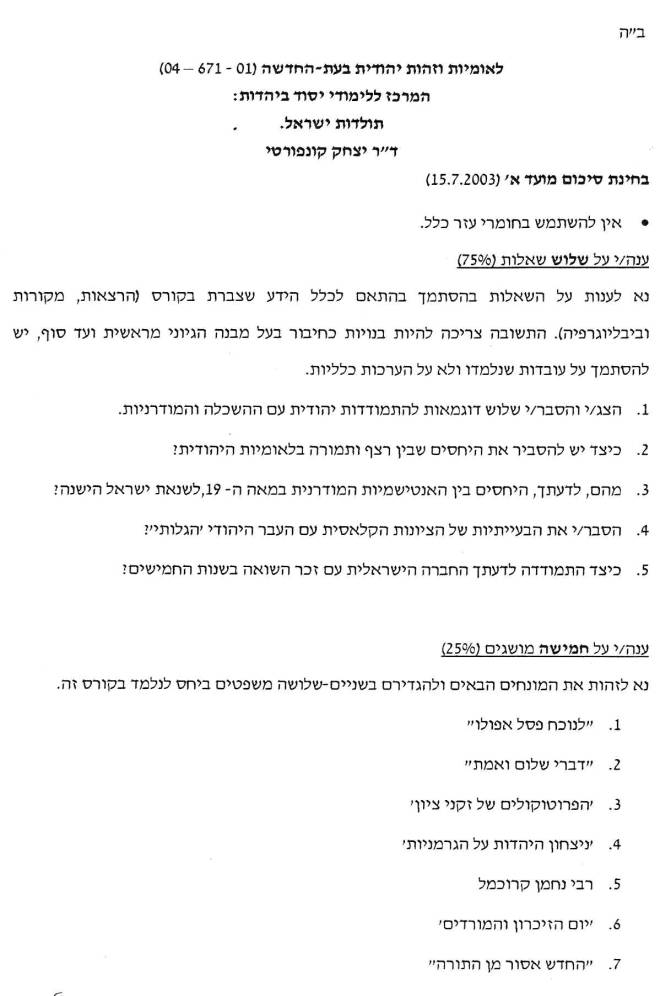 ב"ה
לאומיות וזהות יהודית בעת-החדשה (01 - 671 – 04)
המרכז ללימודי יסוד ביהדות:
תולדות ישראל.
ד"ר יצחק קונפורטי
בחינת סיכום מועד א' (15.7.2003)
• אין להשתמש בחומרי עזר כלל.
ענה/י על שלוש שאלות (75%)
נא לענות על השאלות בהסתמך בהתאם לכלל הידע שצברת בקורס (הרצאות, מקורות
וביבליוגרפיה). התשובה צריכה להיות בנויות כחיבור בעל מבנה הגיוני מראשית ועד סוף, יש
להסתמך על עובדות שנלמדו ולא על הערכות כלליות.
1. הצג/י והסבר/י שלוש דוגמאות להתמודדות יהודית עם ההשכלה והמודרניות.
2. כיצד יש להסביר את היחסים שבין רצף ותמורה בלאומיות היהודית?
3. מהם, לדעתך, היחסים בין האנטישמיות המודרנית במאה ה- 19,לשנאת ישראל הישנה?
4. הסבר/י את הבעייתיות של הציונות הקלאסית עם העבר היהודי 'הגלותי'?
5. כיצד התמודדה לדעתך החברה הישראלית עם זכר השואה בשנות החמישים?
ענה/י על חמישה מושגים (25%)
נא לזהות את המונחים הבאים ולהגדירם בשניים-שלושה משפטים ביחס לנלמד בקורס זה.
1. "לנוכח פסל אפולו"
2. "דברי שלום ואמת"
3. 'הפרוטוקולים של זקני ציון'
4. 'ניצחון היהדות על הגרמניות'
5. רבי נחמן קרוכמל
6. 'יום הזיכרון והמורדים'
7. "החדש אסור מן התורה"